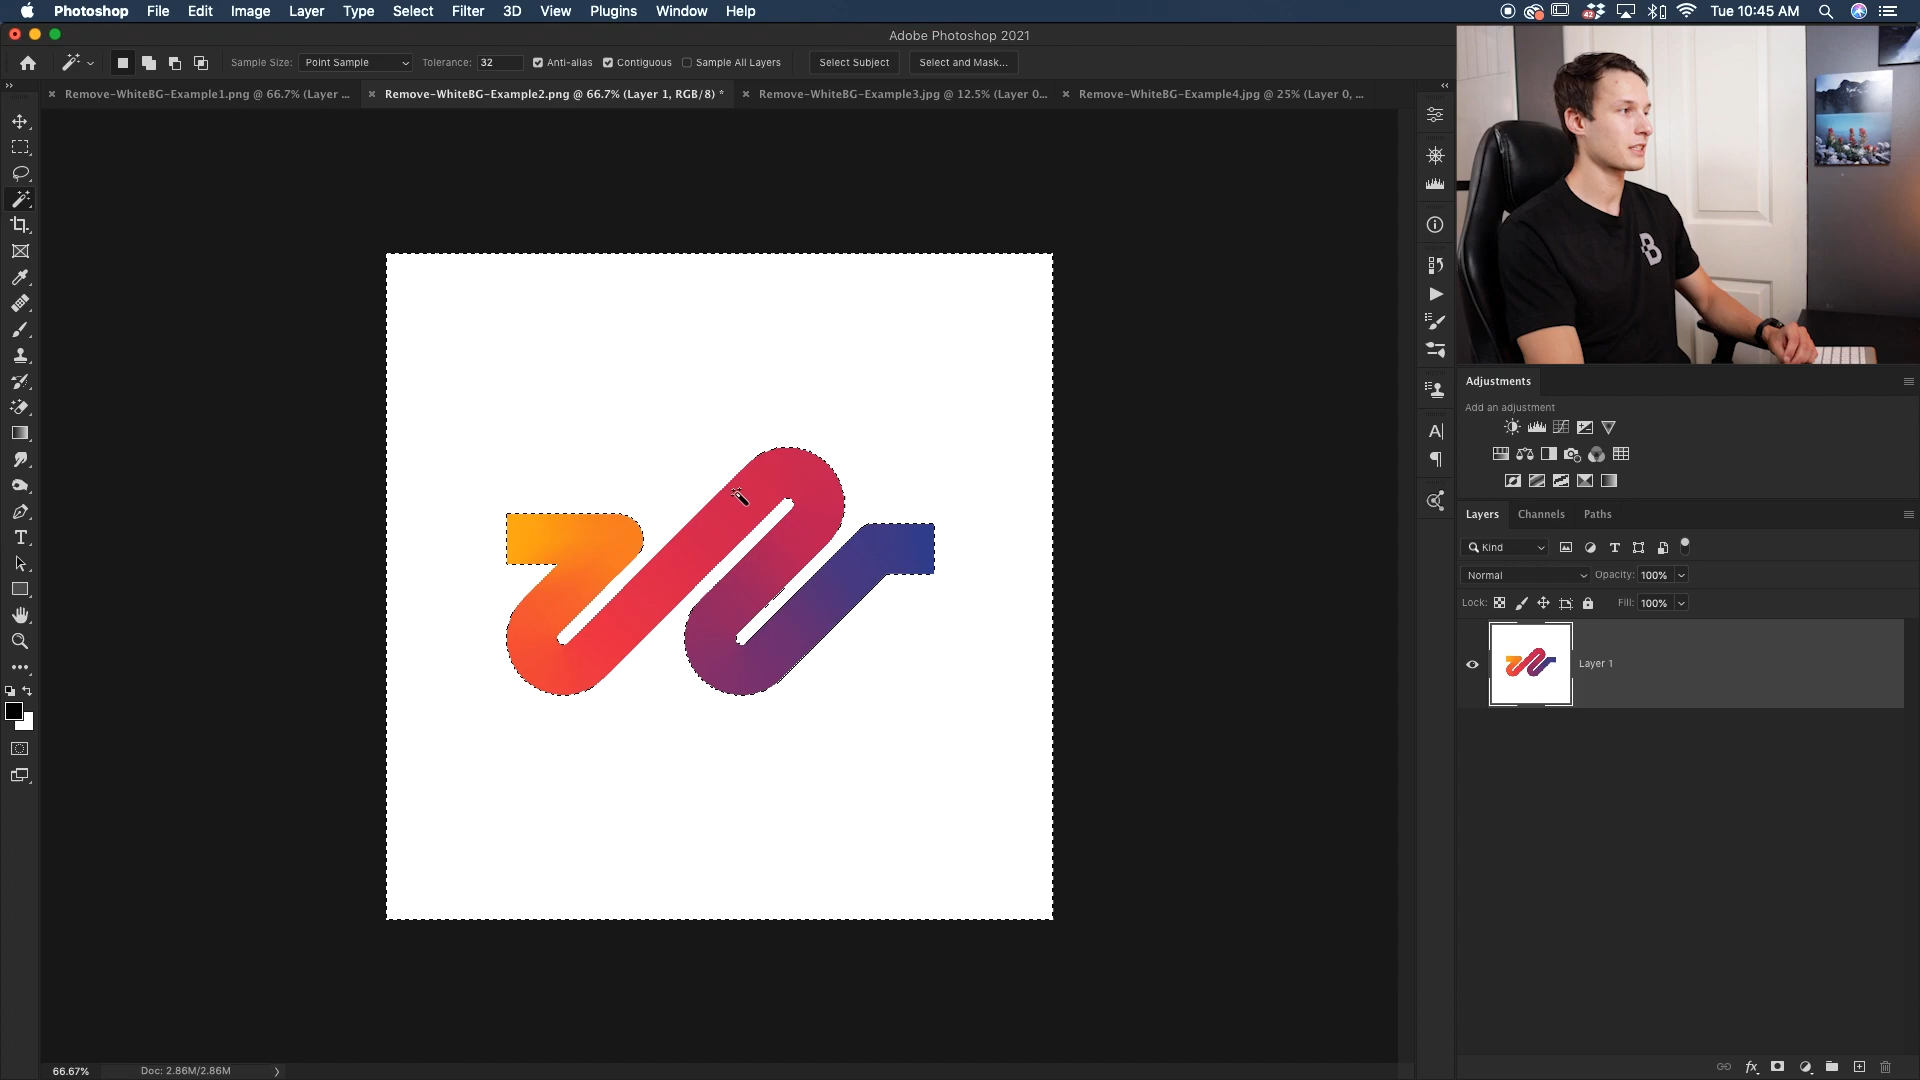 Photoshop File Edit Image Layer Type Select Filter 3D View Plugins Window Help
42 Tue 10:45 AM
Adobe Photoshop 2021
Sample Size: Point Sample Tolerance: 32 Anti-alias Contiguous Sample All Layers Select Subject Select and Mask...
Remove-WhiteBG-Example1.png @ 66.7% (Layer ... Remove-WhiteBG-Example2.png @ 66.7% (Layer 1, RGB/8) * Remove-WhiteBG-Example3.jpg @ 12.5% (Layer 0... Remove-WhiteBG-Example4.jpg @ 25% (Layer 0, ...
B
Adjustments
Add an adjustment
Layers Channels Paths
Kind
Normal Opacity: 100%
Lock: Fill: 100%
Layer 1
66.67% Doc: 2.86M/2.86M